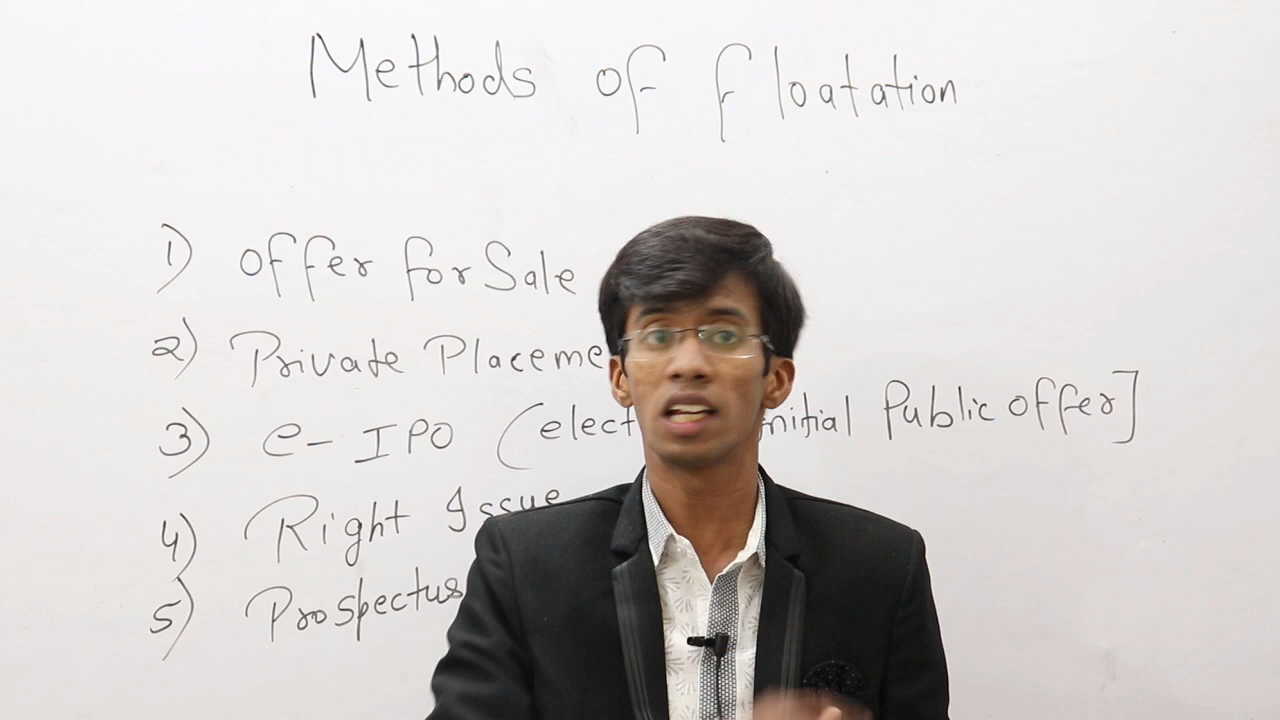 Methods of floatation
1) Offer for Sale
2) Private Placeme
3) e-IPO (elect initial Public offer]
4) Right Issue
5) Prospectus